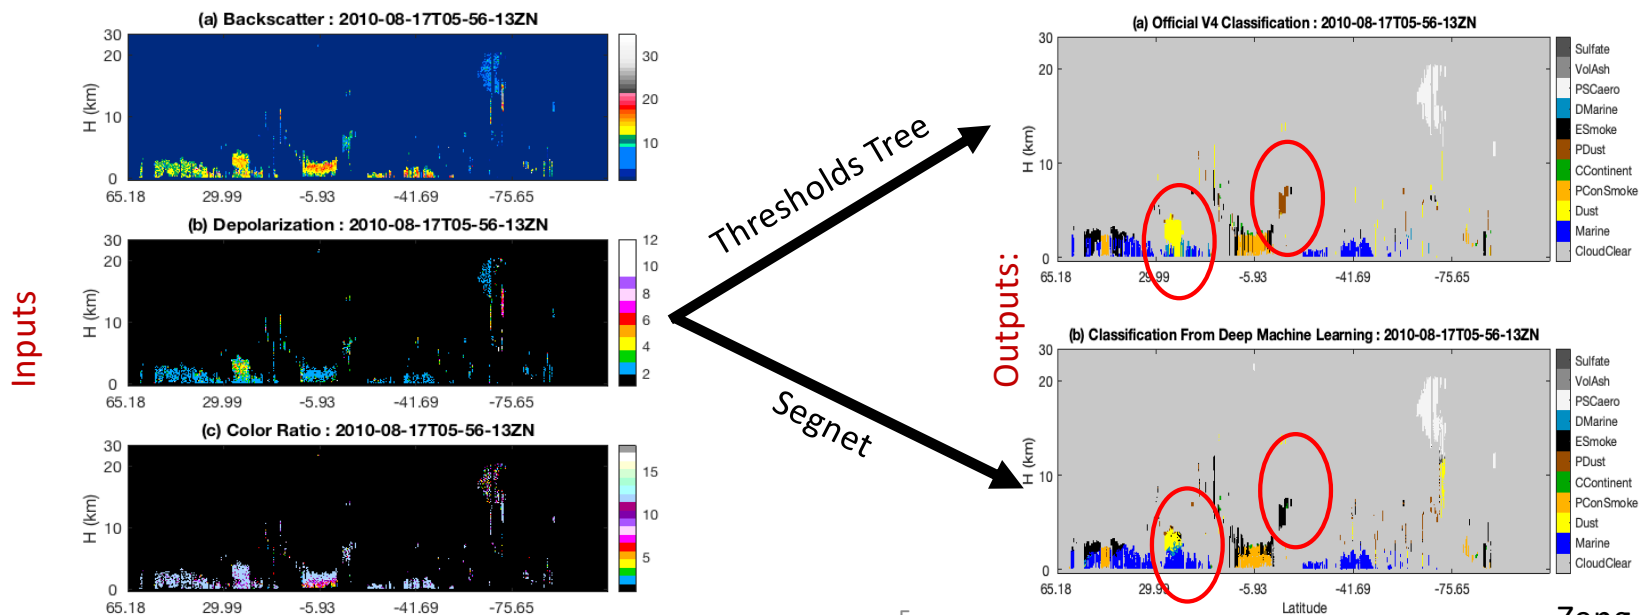 Inputs
(a) Backscatter : 2010-08-17T05-56-13ZN
H (km)
30
20
10
0
65.18 29.99 -5.93 -41.69 -75.65
30
20
10
(b) Depolarization : 2010-08-17T05-56-13ZN
H (km)
30
20
10
0
65.18 29.99 -5.93 -41.69 -75.65
12
10
8
6
4
2
(c) Color Ratio : 2010-08-17T05-56-13ZN
H (km)
30
20
10
0
65.18 29.99 -5.93 -41.69 -75.65
15
10
5
Thresholds Tree
Segnet
Outputs:
(a) Official V4 Classification : 2010-08-17T05-56-13ZN
H (km)
30
20
10
0
65.18 29.99 -5.93 -41.69 -75.65
Sulfate
VolAsh
PSCaero
DMarine
ESmoke
PDust
CContinent
PConSmoke
Dust
Marine
CloudClear
(b) Classification From Deep Machine Learning : 2010-08-17T05-56-13ZN
H (km)
30
20
10
0
65.18 29.99 -5.93 -41.69 -75.65
Latitude
Sulfate
VolAsh
PSCaero
DMarine
ESmoke
PDust
CContinent
PConSmoke
Dust
Marine
CloudClear